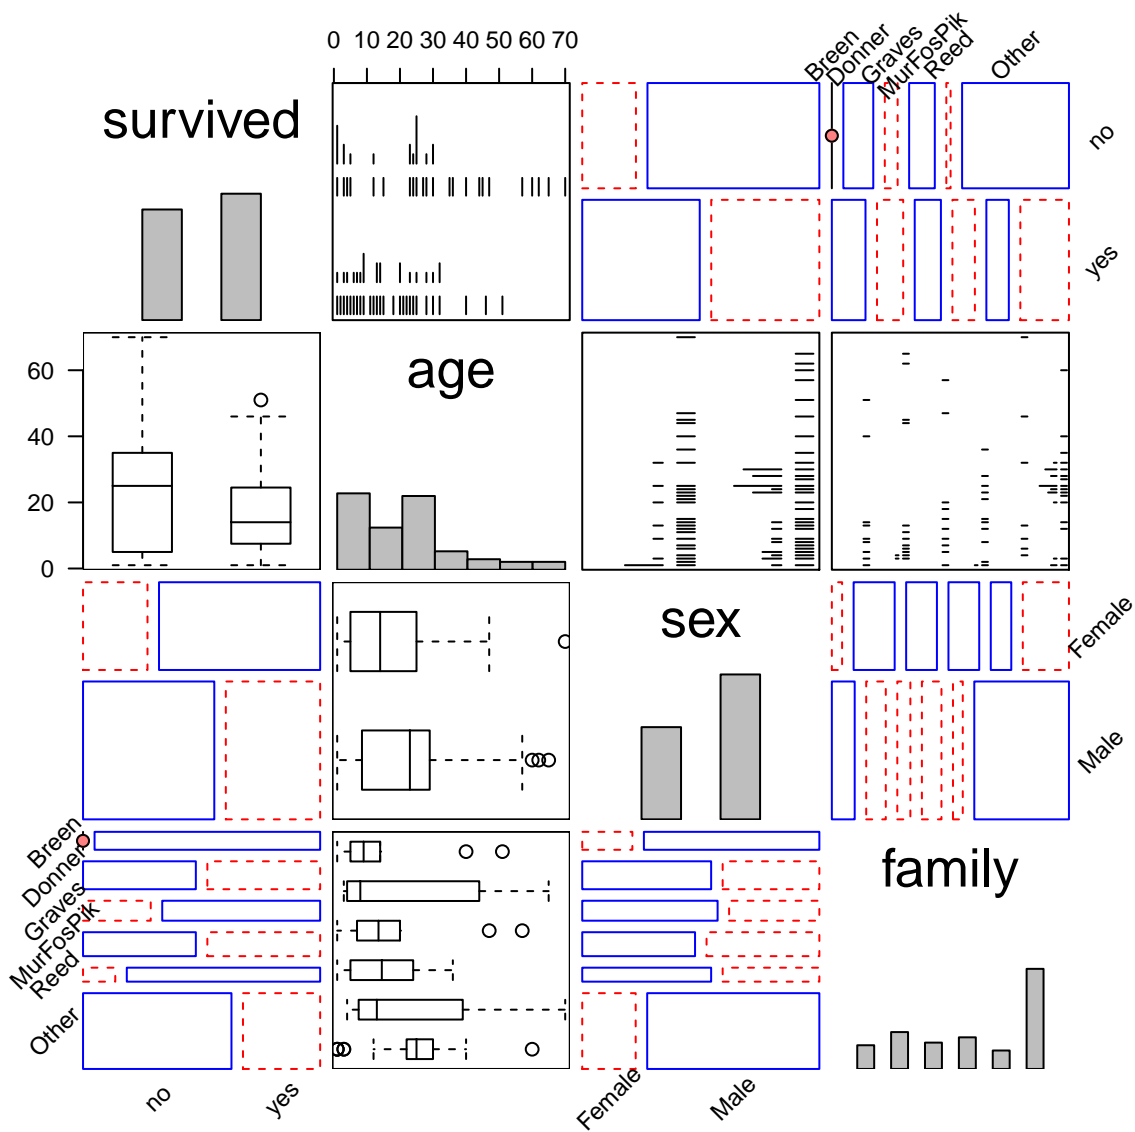 0 10 20 30 40 50 60 70
Breen
Donner
Graves
MurFosPik
Reed
Other
survived
no
yes
age
60
40
20
0
sex
Female
Male
Breen
Donner
Graves
MurFosPik
Reed
Other
family
no
yes
Female
Male